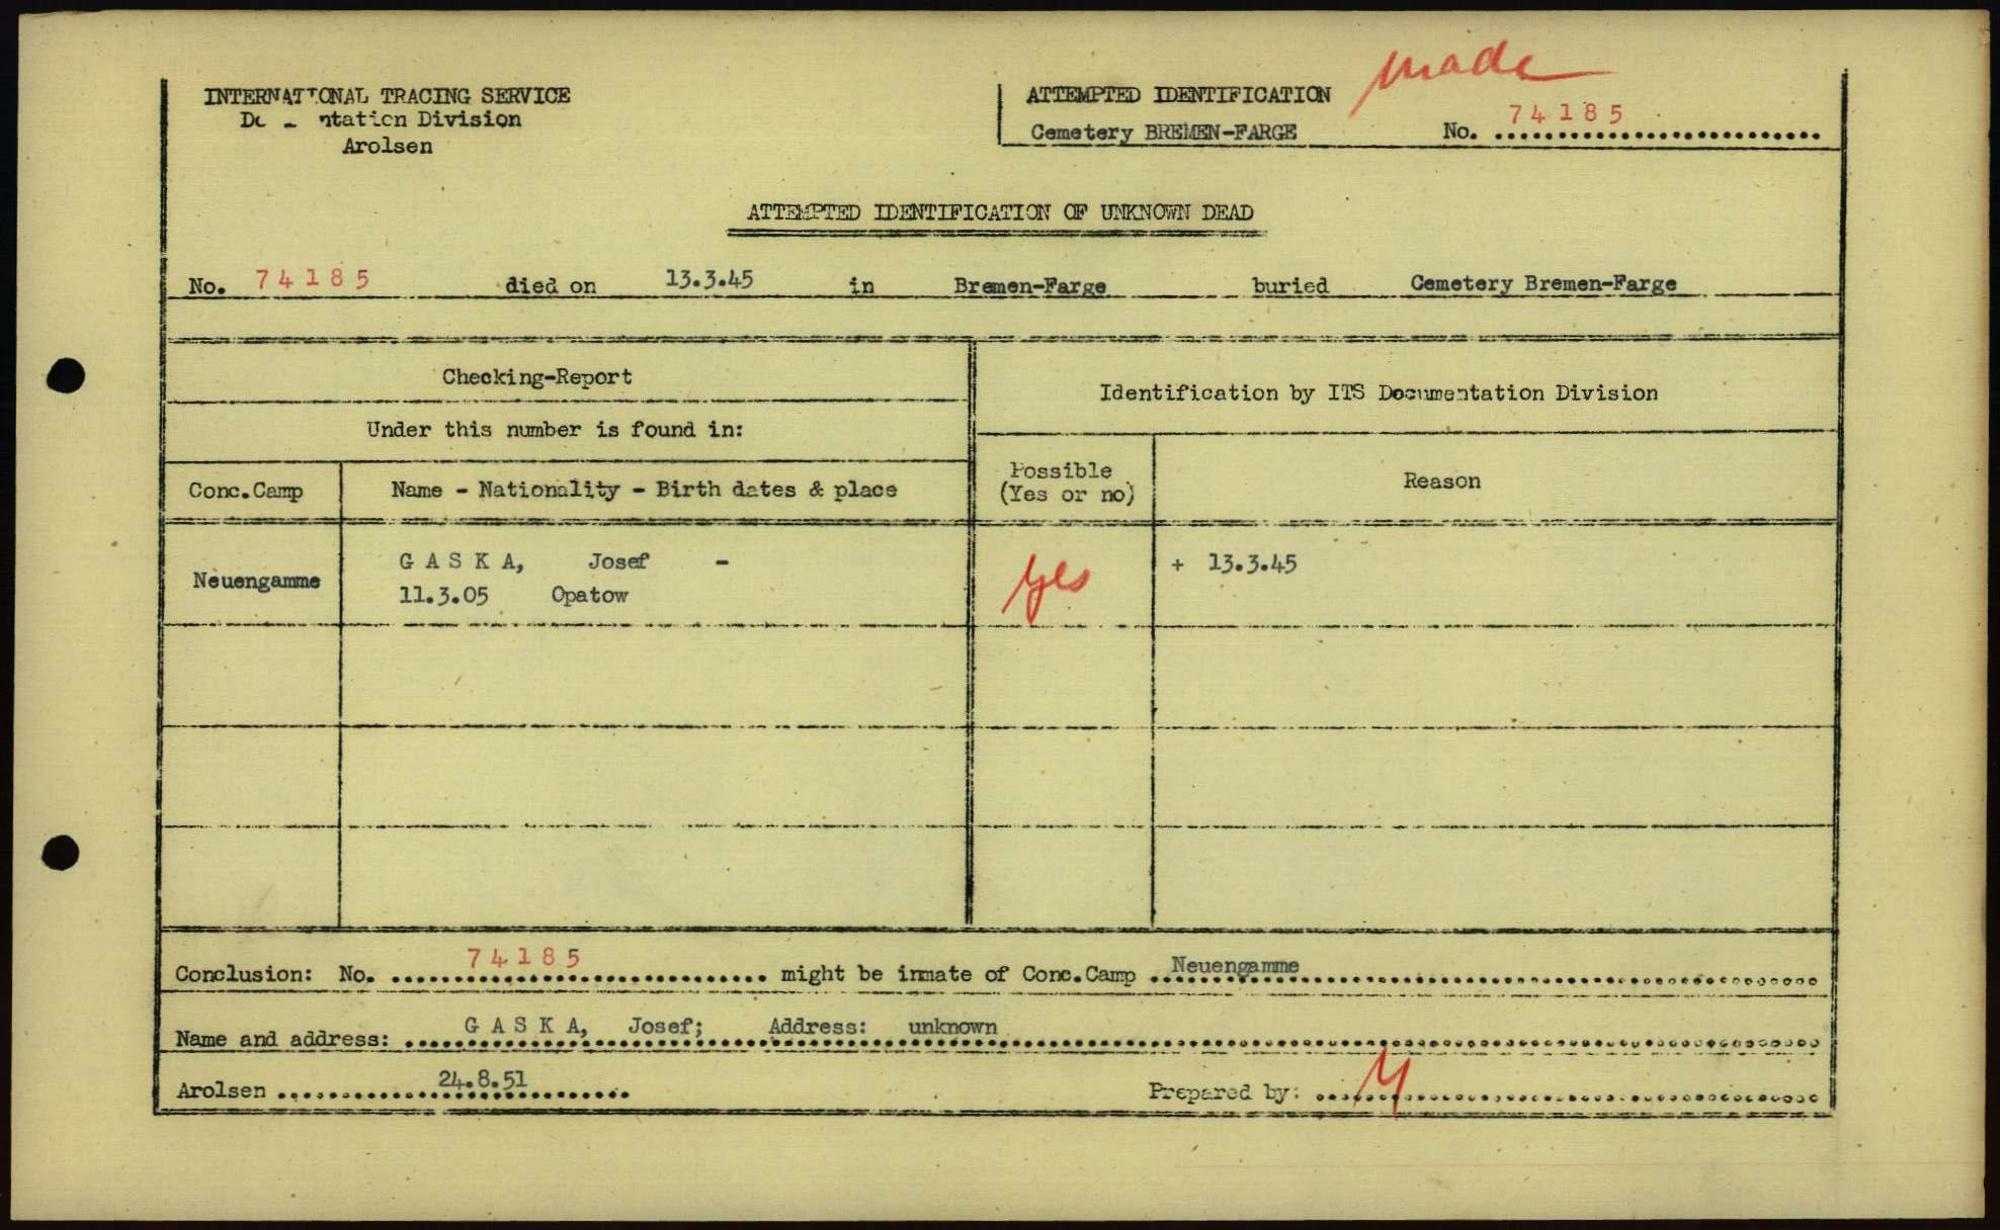 INTERNATIONAL TRACING SERVICE
Division
Arolsen
made
ATTEMPTED IDENTIFICATION
Cemetery BREMEN-FARGE No. 74185
ATTEMPTED IDENTIFICATION OF UNKNOWN DEAD
No. 74185 died on 13.3.45 in Bremen-Farge buried Cemetery Bremen-Farge
Checking-Report
Identification by ITS Documentation Division
Under this number is found in:
Conc.Camp
Name - Nationality - Birth dates & place
Possible
(Yes or no)
Reason
Neuengamme
G A S K A, Josef -
11.3.05 Opatow
yes
+ 13.3.45
Conclusion: No. 74185 might be inmate of Conc.Camp Neuengamme
Name and address: G A S K A, Josef; Address: unknown
Arolsen 24.8.51 Prepared by: